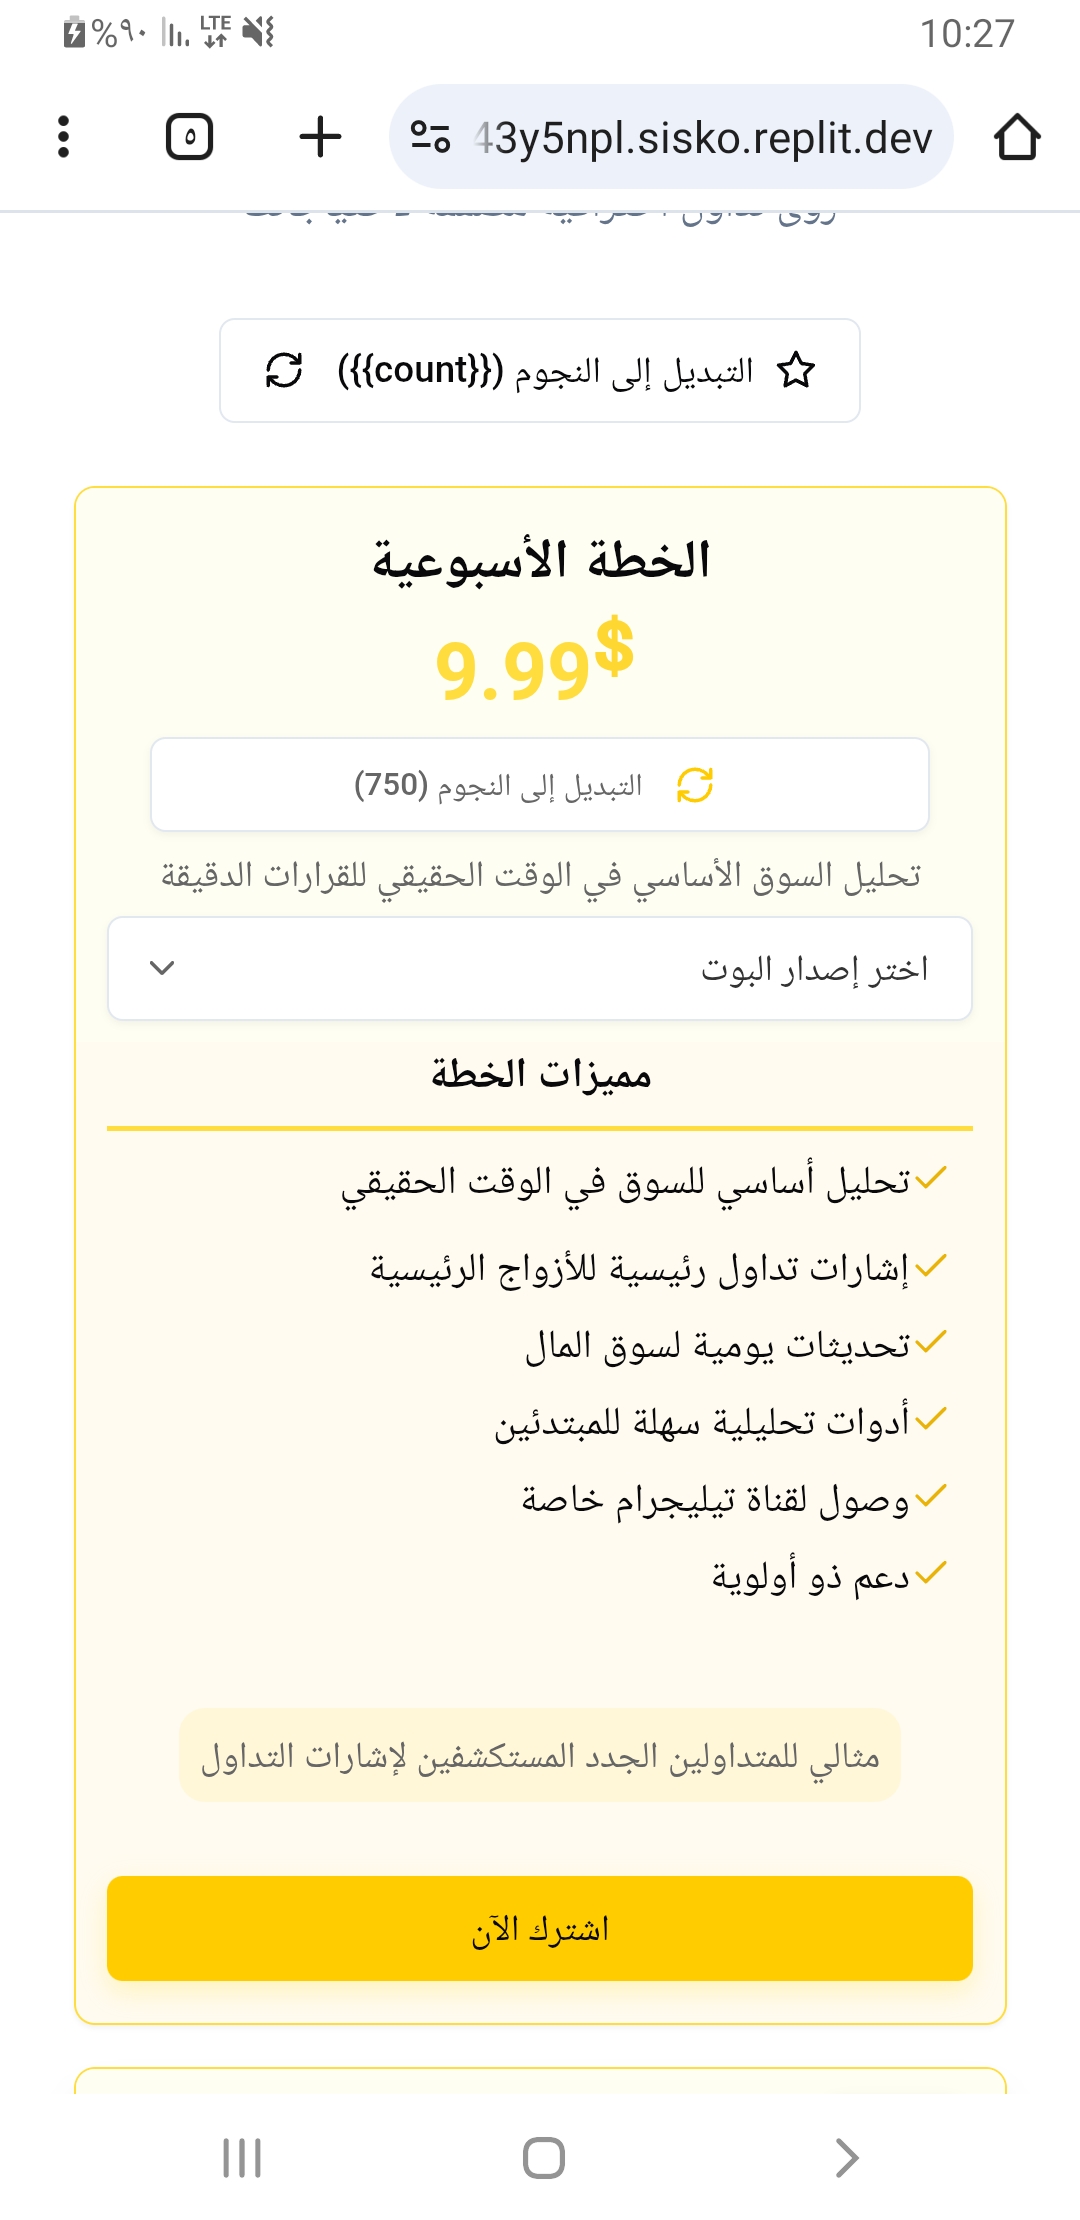 %٩٠ LTE 10:27
٥ 43y5npl.sisko.replit.dev
التبديل إلى النجوم ({{count}})
الخطة الأسبوعية
9.99$
التبديل إلى النجوم (750)
تحليل السوق الأساسي في الوقت الحقيقي للقرارات الدقيقة
اختر إصدار البوت
مميزات الخطة
تحليل أساسي للسوق في الوقت الحقيقي
إشارات تداول رئيسية للأزواج الرئيسية
تحديثات يومية لسوق المال
أدوات تحليلية سهلة للمبتدئين
وصول لقناة تيليجرام خاصة
دعم ذو أولوية
مثالي للمتداولين الجدد المستكشفين لإشارات التداول
اشترك الآن